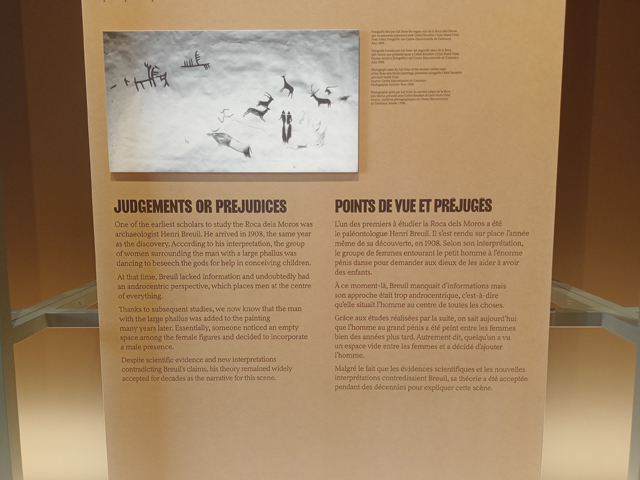 JUDGEMENTS OR PREJUDICES
One of the earliest scholars to study the Roca dels Moros was
archaeologist Henri Breuil. He arrived in 1908, the same year
as the discovery. According to his interpretation, the group
of women surrounding the man with a large phallus was
dancing to beseech the gods for help in conceiving children.
At that time, Breuil lacked information and undoubtedly had
an androcentric perspective, which places men at the centre
of everything.
Thanks to subsequent studies, we now know that the man
with the large phallus was added to the painting
many years later. Essentially, someone noticed an empty
space among the female figures and decided to incorporate
a male presence.
Despite scientific evidence and new interpretations
contradicting Breuil's claims, his theory remained widely
accepted for decades as the narrative for this scene.
POINTS DE VUE ET PRÉJUGÉS
L'un des premiers à étudier la Roca dels Moros a été
le paléontologue Henri Breuil. Il s'est rendu sur place l'année
même de sa découverte, en 1908. Selon son interprétation,
le groupe de femmes entourant le petit homme à l'énorme
pénis danse pour demander aux dieux de les aider à avoir
des enfants.
À ce moment-là, Breuil manquait d'informations mais
son approche était trop androcentrique, c'est-à-dire
qu'elle situait l'homme au centre de toutes les choses.
Grâce aux études réalisées par la suite, on sait aujourd'hui
que l'homme au grand pénis a été peint entre les femmes
bien des années plus tard. Autrement dit, quelqu'un a vu
un espace vide entre les femmes et a décidé d'ajouter
l'homme.
Malgré le fait que les évidences scientifiques et les nouvelles
interprétations contredisaient Breuil, sa théorie a été acceptée
pendant des décennies pour expliquer cette scène.